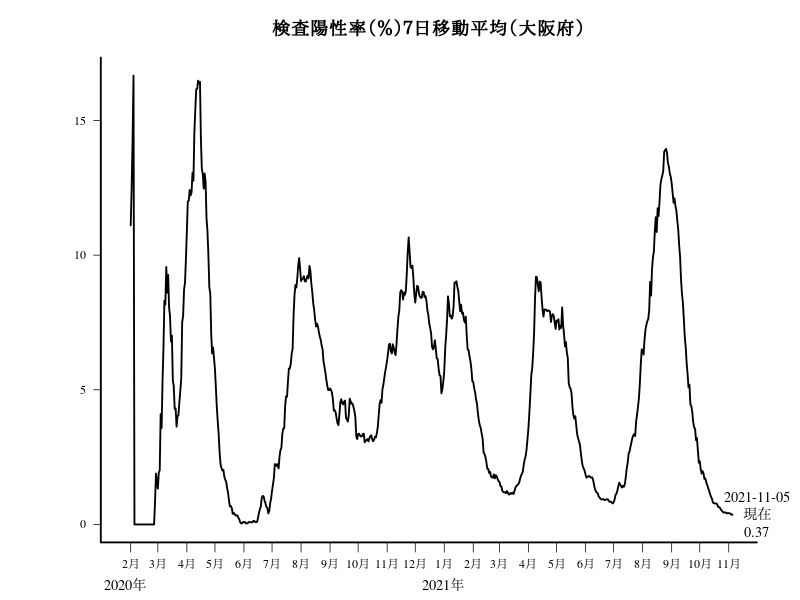 検査陽性率(%)7日移動平均(大阪府)
15
10
5
0
2021-11-05
現在
0.37
2月 3月 4月 5月 6月 7月 8月 9月 10月 11月 12月 1月 2月 3月 4月 5月 6月 7月 8月 9月 10月 11月
2020年 2021年